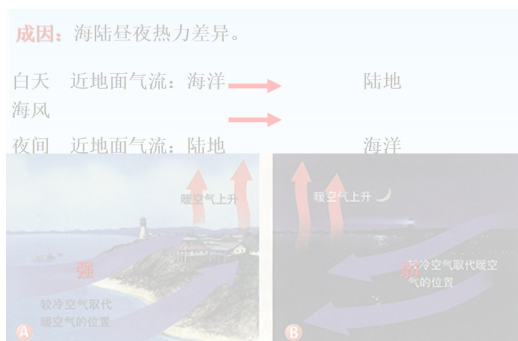 成因：海陆昼夜热力差异。
白天 近地面气流：海洋 陆地
海风
夜间 近地面气流：陆地 海洋
暖空气上升
强
较冷空气取代
暖空气的位置
A
暖空气上升
较冷空气取代暖空
气的位置
B